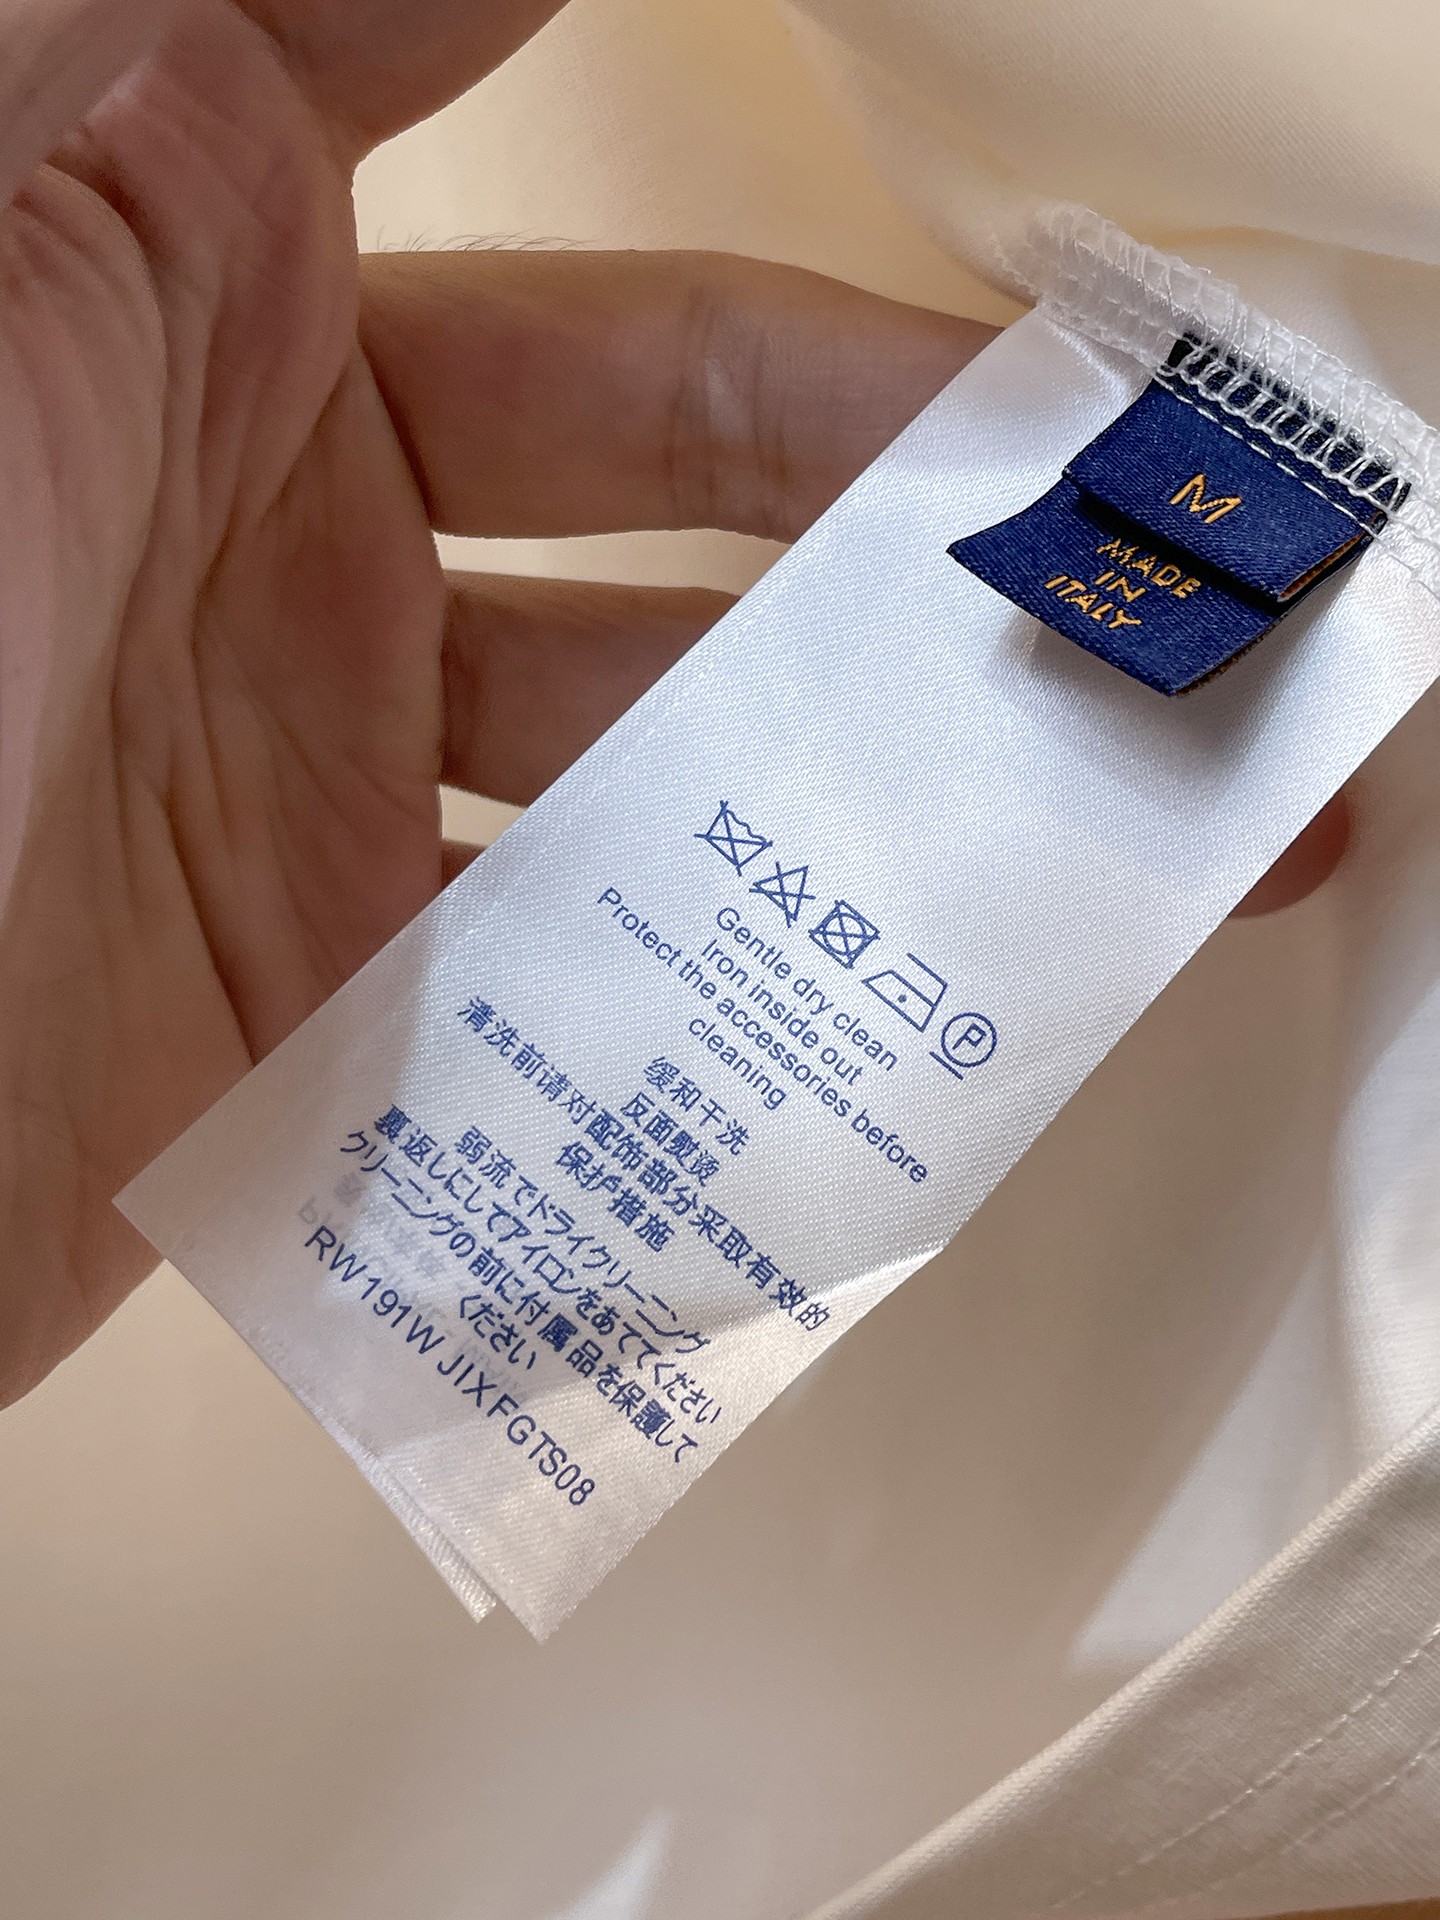 M
MADE
IN
ITALY
P
Gentle dry clean
Iron inside out
Protect the accessories before
cleaning
缓和干洗
反面熨烫
清洗前请对配饰部分采取有效的
保护措施
弱流でドライクリーニング
裏返しにしてアイロンをあててください
クリーニングの前に付属品を保護して
ください
RW191W JIX FGTS08